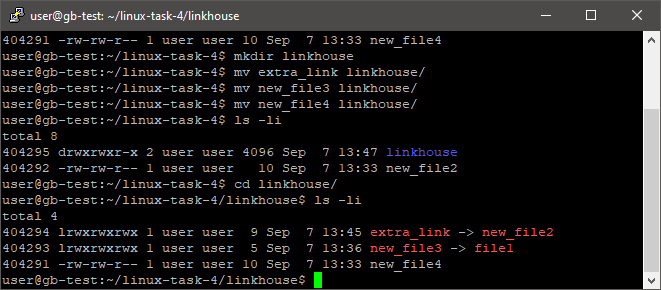 user@gb-test: ~/linux-task-4/linkhouse
404291 -rw-rw-r-- 1 user user 10 Sep  7 13:33 new_file4
user@gb-test:~/linux-task-4$ mkdir linkhouse
user@gb-test:~/linux-task-4$ mv extra_link linkhouse/
user@gb-test:~/linux-task-4$ mv new_file3 linkhouse/
user@gb-test:~/linux-task-4$ mv new_file4 linkhouse/
user@gb-test:~/linux-task-4$ ls -li
total 8
404295 drwxrwxr-x 2 user user 4096 Sep  7 13:47 linkhouse
404292 -rw-rw-r-- 1 user user   10 Sep  7 13:33 new_file2
user@gb-test:~/linux-task-4$ cd linkhouse/
user@gb-test:~/linux-task-4/linkhouse$ ls -li
total 4
404294 lrwxrwxrwx 1 user user  9 Sep  7 13:45 extra_link -> new_file2
404293 lrwxrwxrwx 1 user user  5 Sep  7 13:36 new_file3 -> file1
404291 -rw-rw-r-- 1 user user 10 Sep  7 13:33 new_file4
user@gb-test:~/linux-task-4/linkhouse$